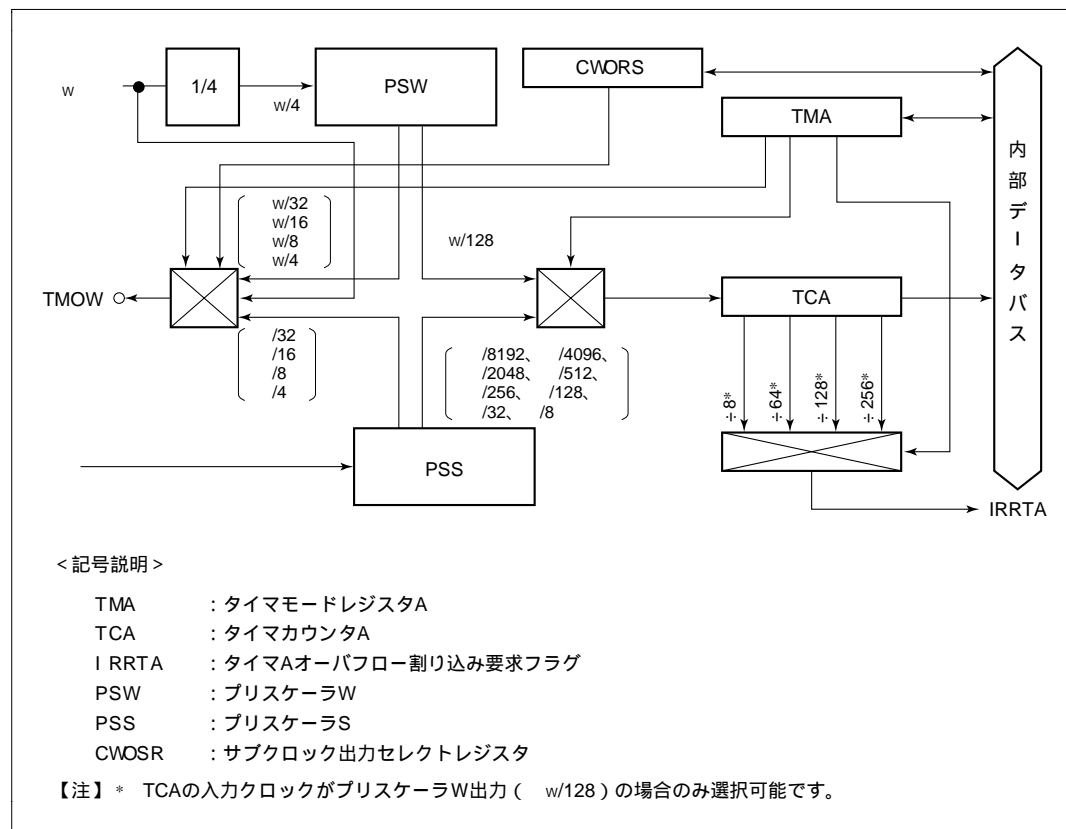 w
1/4
w/4
PSW
CWORS
TMA
内部データバス
w/32
w/16
w/8
w/4
w/128
TMOW
TCA
/32
/16
/8
/4
/8192、 /4096、
/2048、 /512、
/256、 /128、
/32、 /8
÷8*
÷64*
÷128*
÷256*
PSS
IRRTA
<記号説明>
TMA :タイマモードレジスタA
TCA :タイマカウンタA
IRRTA :タイマAオーバフロー割り込み要求フラグ
PSW :プリスケーラW
PSS :プリスケーラS
CWOSR :サブクロック出力セレクトレジスタ
【注】* TCAの入力クロックがプリスケーラW出力( w/128)の場合のみ選択可能です。